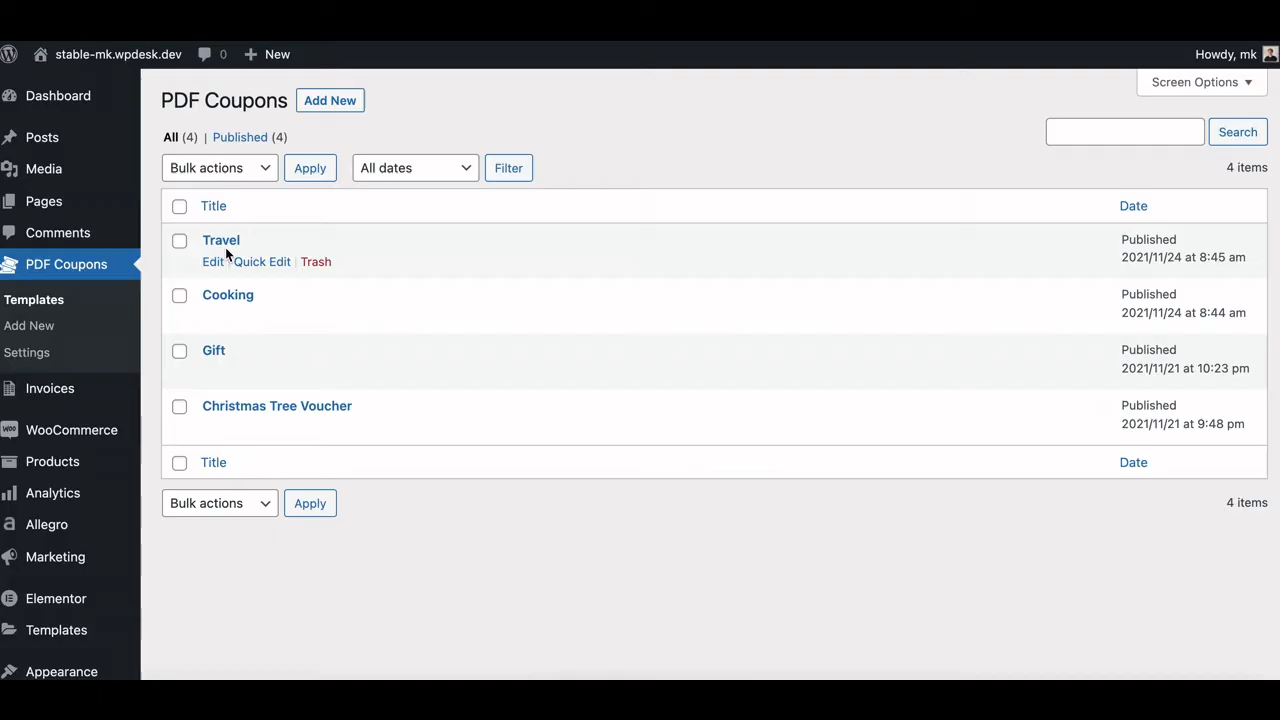 stable-mk.wpdesk.dev 0 New Howdy, mk
Dashboard
Posts
Media
Pages
Comments
PDF Coupons
Templates
Add New
Settings
Invoices
WooCommerce
Products
Analytics
Allegro
Marketing
Elementor
Templates
Appearance
Screen Options
PDF Coupons Add New
All (4) | Published (4)
Search
Bulk actions Apply All dates Filter 4 items
Title Date
Travel Published
Edit | Quick Edit | Trash 2021/11/24 at 8:45 am
Cooking Published
2021/11/24 at 8:44 am
Gift Published
2021/11/21 at 10:23 pm
Christmas Tree Voucher Published
2021/11/21 at 9:48 pm
Title Date
Bulk actions Apply 4 items